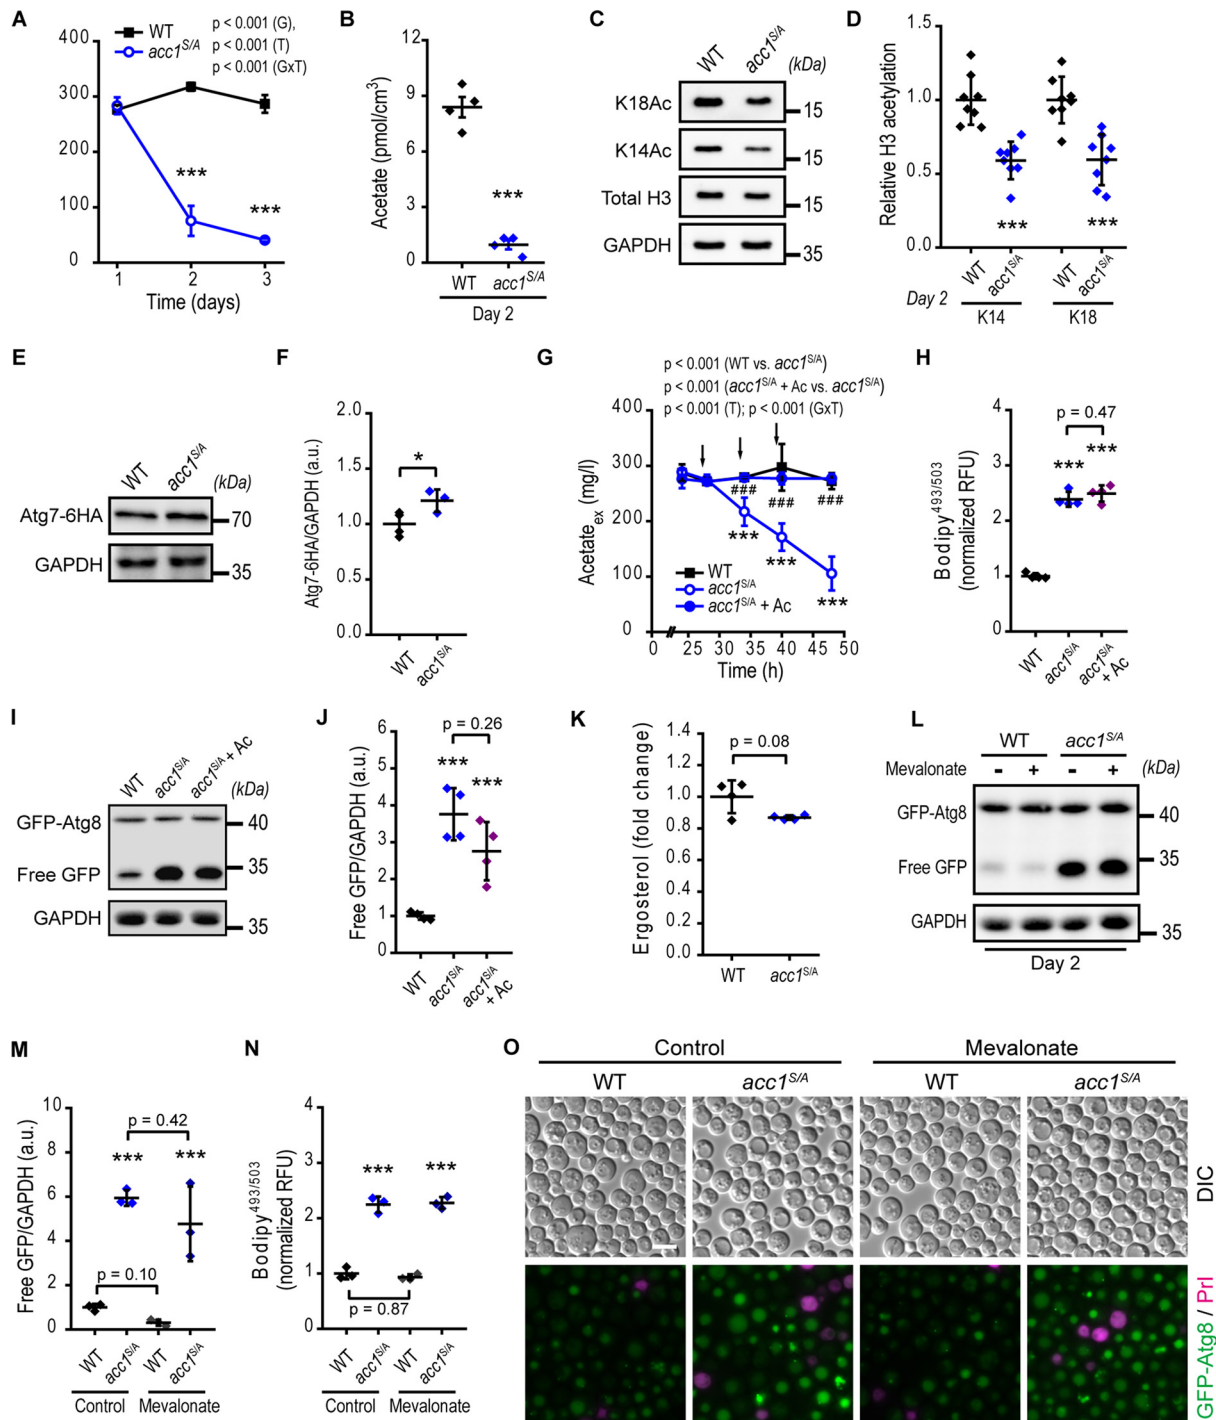 A
WT
acc1S/A
p < 0.001 (G),
p < 0.001 (T)
p < 0.001 (GxT)
400
300
200
100
0
***
***
1 2 3
Time (days)
B
Acetate (pmol/cm3)
12
9
6
3
0
***
WT acc1S/A
Day 2
C
WT acc1S/A (kDa)
K18Ac 15
K14Ac 15
Total H3 15
GAPDH 35
D
Relative H3 acetylation
1.5
1.0
0.5
0.0
*** ***
WT acc1S/A WT acc1S/A
Day 2
K14 K18
E
WT acc1S/A (kDa)
Atg7-6HA 70
GAPDH 35
F
Atg7-6HA/GAPDH (a.u.)
2.0
1.5
1.0
0.5
0.0
*
WT acc1S/A
G
p < 0.001 (WT vs. acc1S/A)
p < 0.001 (acc1S/A + Ac vs. acc1S/A)
p < 0.001 (T); p < 0.001 (GxT)
Acetateex (mg/l)
400
300
200
100
0
### ### ###
*** *** ***
WT
acc1S/A
acc1S/A + Ac
0 25 30 35 40 45 50
Time (h)
H
Bodipy493/503
(normalized RFU)
4
3
2
1
0
p = 0.47
*** ***
WT acc1S/A acc1S/A + Ac
I
WT acc1S/A acc1S/A + Ac (kDa)
GFP-Atg8 40
Free GFP 35
GAPDH 35
J
Free GFP/GAPDH (a.u.)
6
5
4
3
2
1
0
p = 0.26
*** ***
WT acc1S/A acc1S/A + Ac
K
Ergosterol (fold change)
1.4
1.2
1.0
0.8
0.6
0.4
0.2
0.0
p = 0.08
WT acc1S/A
L
WT acc1S/A
Mevalonate - + - + (kDa)
GFP-Atg8 40
Free GFP 35
GAPDH 35
Day 2
M
Free GFP/GAPDH (a.u.)
10
8
6
4
2
0
p = 0.42
*** ***
p = 0.10
WT acc1S/A WT acc1S/A
Control Mevalonate
N
Bodipy493/503
(normalized RFU)
4
3
2
1
0
*** ***
p = 0.87
WT acc1S/A WT acc1S/A
Control Mevalonate
O
Control Mevalonate
WT acc1S/A WT acc1S/A
DIC
GFP-Atg8 / PrI